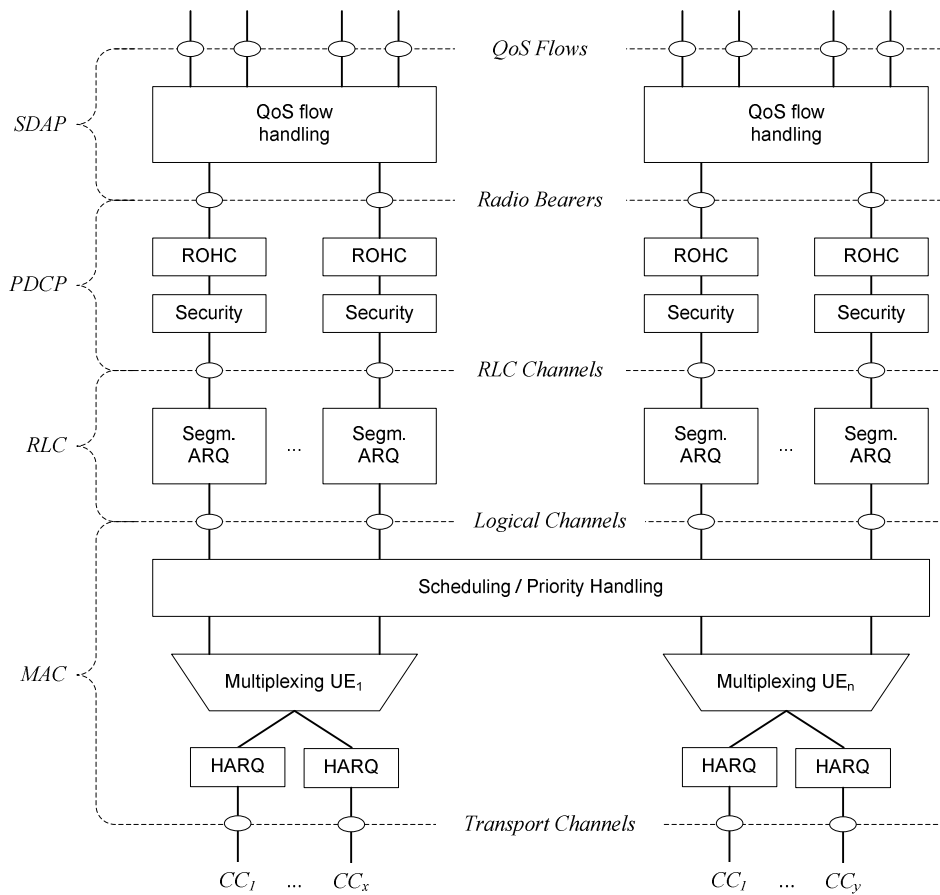 QoS Flows
QoS flow
handling
QoS flow
handling
SDAP
Radio Bearers
ROHC
ROHC
ROHC
ROHC
PDCP
Security
Security
Security
Security
RLC Channels
RLC
Segm.
ARQ
...
Segm.
ARQ
Segm.
ARQ
...
Segm.
ARQ
Logical Channels
Scheduling / Priority Handling
MAC
Multiplexing UE₁
Multiplexing UEₙ
HARQ
HARQ
HARQ
HARQ
Transport Channels
CC₁ ... CCₓ
CC₁ ... CCᵧ